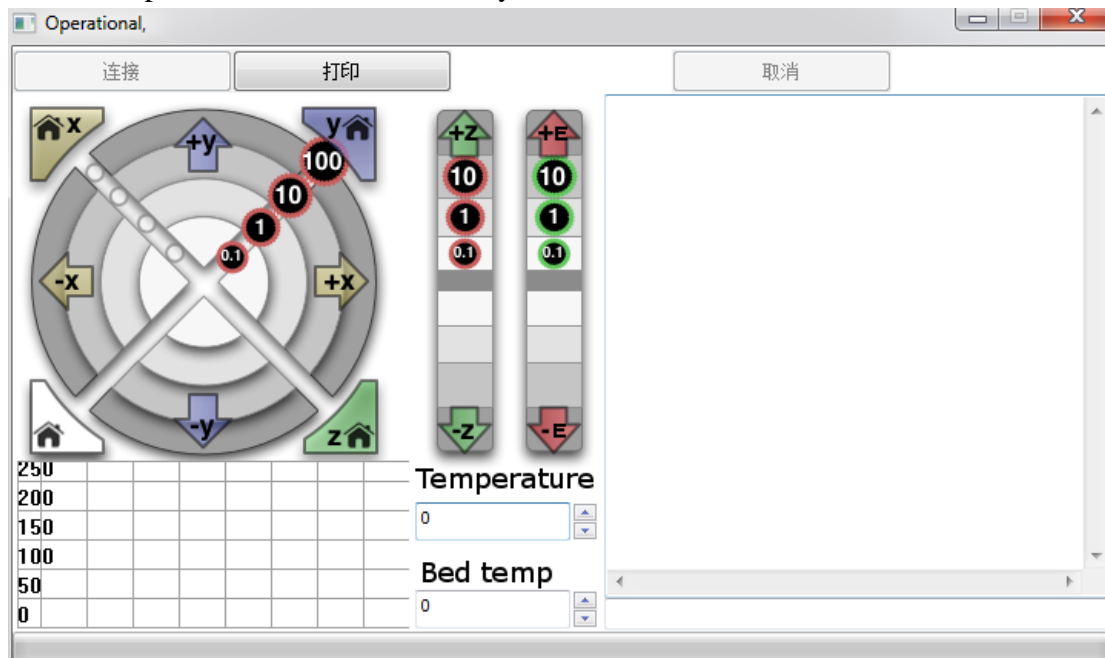 Operational,
连接 打印 取消
x y
+y
100
10
1
0.1
-x +x
-y
z
+Z +E
10 10
1 1
0.1 0.1
-Z -E
250
200
150
100
50
0
Temperature
0
Bed temp
0